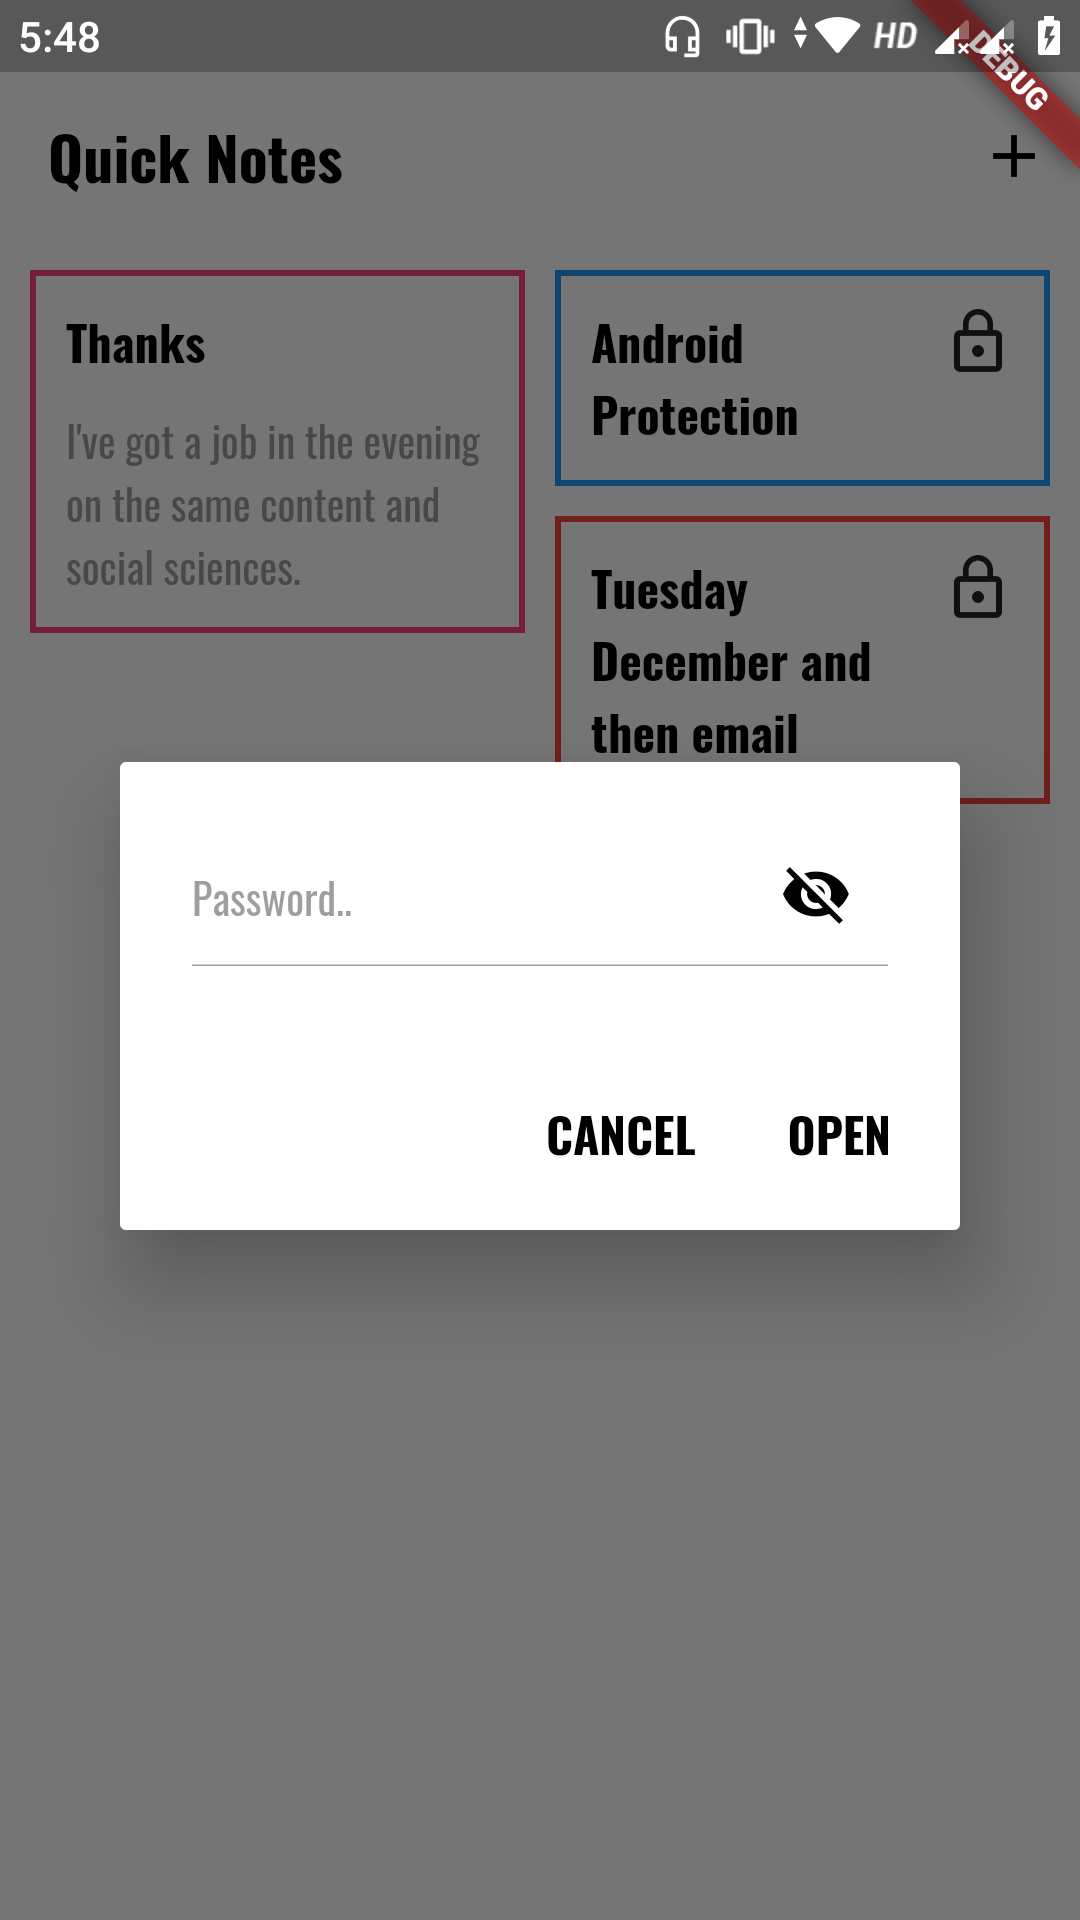 5:48
HD
DEBUG
Quick Notes
Thanks
I've got a job in the evening
on the same content and
social sciences.
Android
Protection
Tuesday
December and
then email
Password..
CANCEL
OPEN